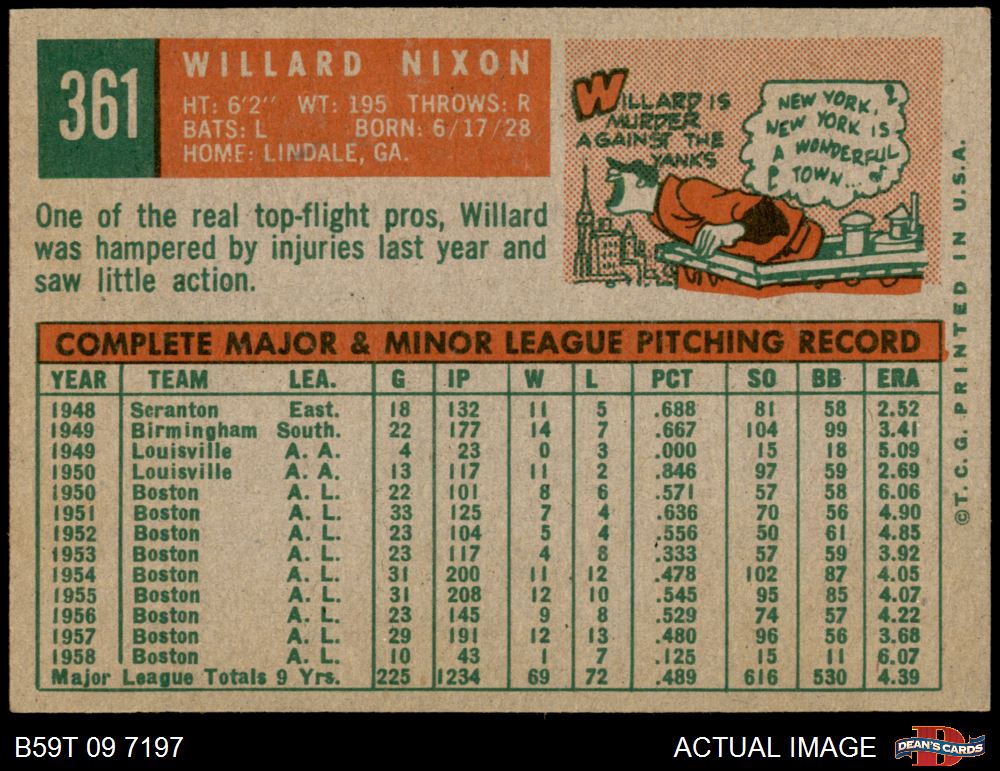 361
WILLARD NIXON
HT: 6'2" WT: 195 THROWS: R
BATS: L BORN: 6/17/28
HOME: LINDALE, GA.
WILLARD IS
MURDER
AGAINST THE
YANKS
NEW YORK,
NEW YORK IS
A WONDERFUL
TOWN...
One of the real top-flight pros, Willard
was hampered by injuries last year and
saw little action.
COMPLETE MAJOR & MINOR LEAGUE PITCHING RECORD
YEAR TEAM LEA. G IP W L PCT SO BB ERA
1948 Scranton East. 18 132 11 5 .688 81 58 2.52
1949 Birmingham South. 22 177 14 7 .667 104 99 3.41
1949 Louisville A. A. 4 23 0 3 .000 15 18 5.09
1950 Louisville A. A. 13 117 11 2 .846 97 59 2.69
1950 Boston A. L. 22 101 8 6 .571 57 58 6.06
1951 Boston A. L. 33 125 7 4 .636 70 56 4.90
1952 Boston A. L. 23 104 5 4 .556 50 61 4.85
1953 Boston A. L. 23 117 4 8 .333 57 59 3.92
1954 Boston A. L. 31 200 11 12 .478 102 87 4.05
1955 Boston A. L. 31 208 12 10 .545 95 85 4.07
1956 Boston A. L. 23 145 9 8 .529 74 57 4.22
1957 Boston A. L. 29 191 12 13 .480 96 56 3.68
1958 Boston A. L. 10 43 1 7 .125 15 11 6.07
Major League Totals 9 Yrs. 225 1234 69 72 .489 616 530 4.39
©T.C.G. PRINTED IN U.S.A.
B59T 09 7197
ACTUAL IMAGE
DEAN'S CARDS